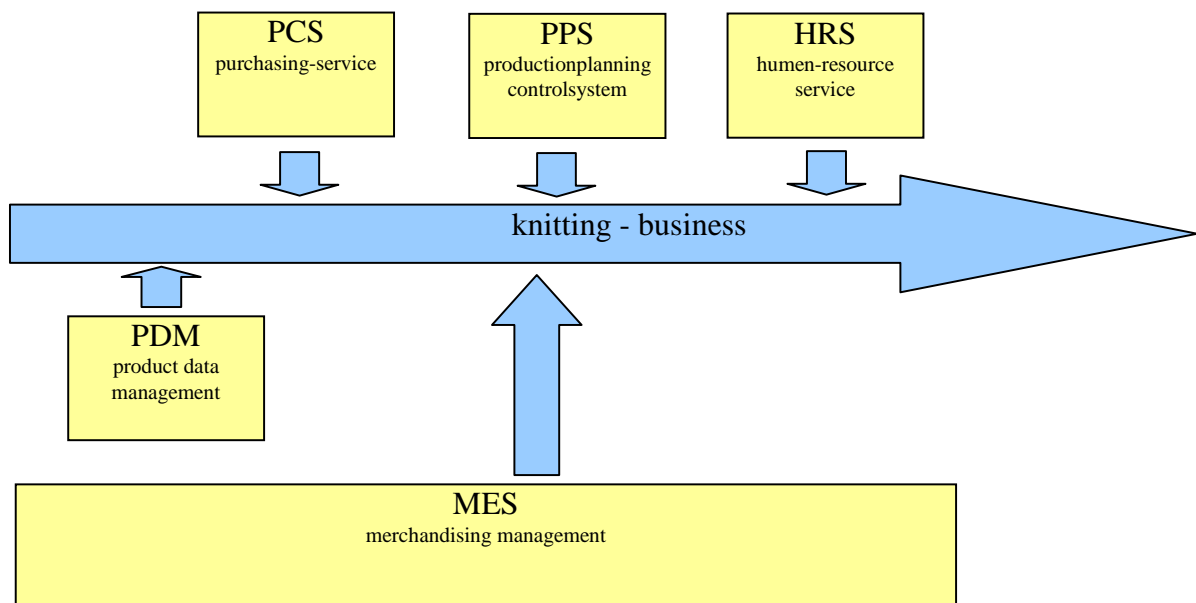 PCS
purchasing-service
PPS
productionplanning
controlsystem
HRS
humen-resource
service
knitting - business
PDM
product data
management
MES
merchandising management